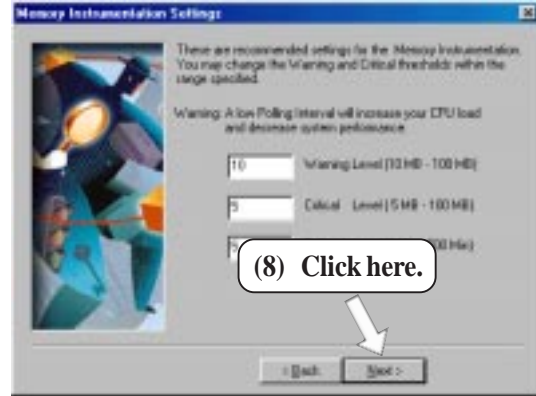 Memory Instrumentation Settings
These are recommended settings for the Memory Instrumentation.
You may change the Warning and Critical thresholds within the
range specified.
Warning: A low Polling Interval will increase your CPU load
and decrease system performance.
10 Warning Level (10 MB - 100 MB)
5 Critical Level (5 MB - 100 MB)
5
(8) Click here.
< Back Next >